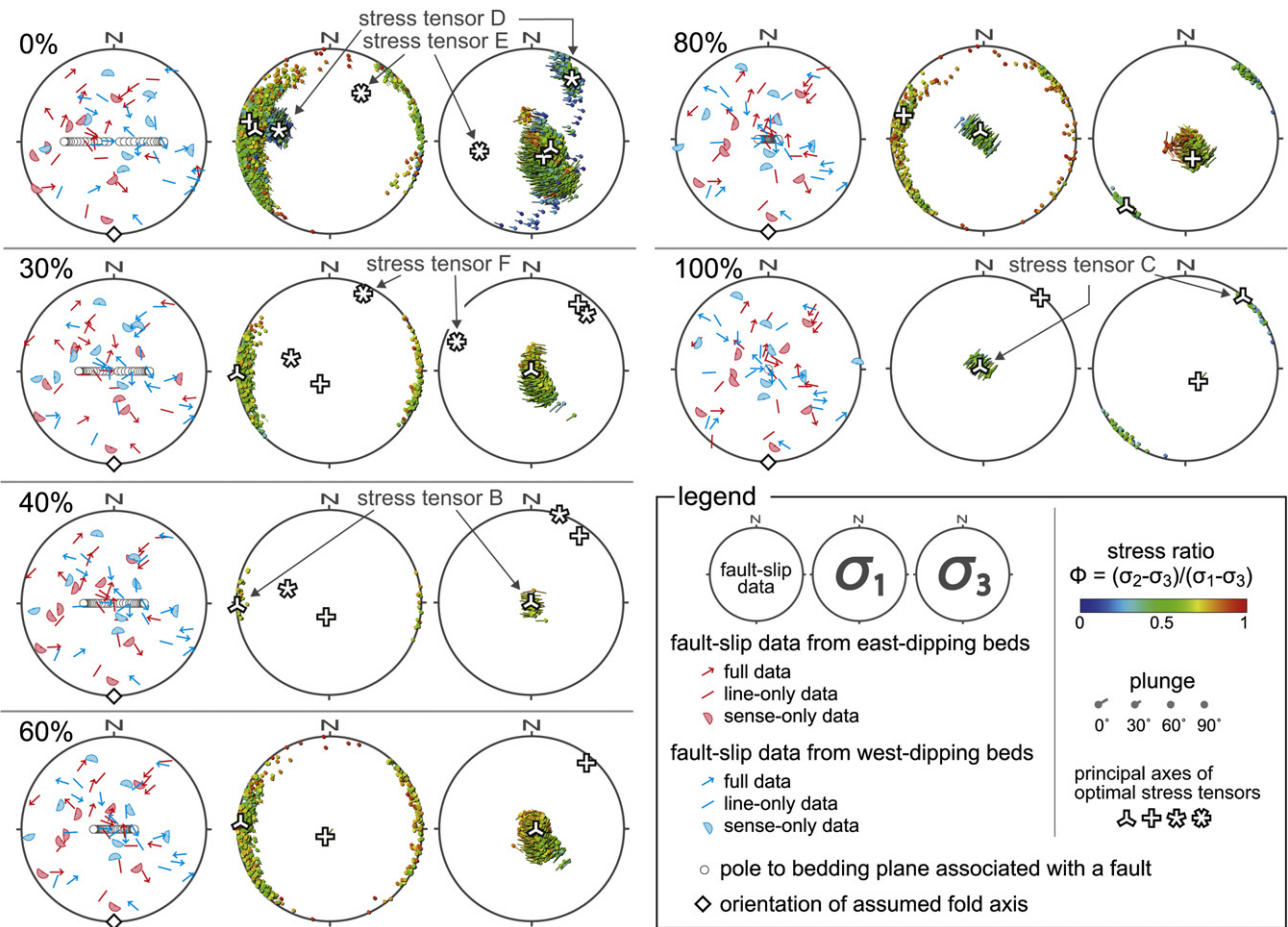 stress tensor D
stress tensor E
0%
N
N
N
80%
N
N
N
30%
N
N
N
stress tensor F
100%
N
N
N
stress tensor C
40%
N
N
N
stress tensor B
60%
N
N
N
legend
N
N
N
fault-slip
data
σ1
σ3
fault-slip data from east-dipping beds
full data
line-only data
sense-only data
fault-slip data from west-dipping beds
full data
line-only data
sense-only data
pole to bedding plane associated with a fault
orientation of assumed fold axis
stress ratio
Φ = (σ2-σ3)/(σ1-σ3)
0 0.5 1
plunge
0° 30° 60° 90°
principal axes of
optimal stress tensors